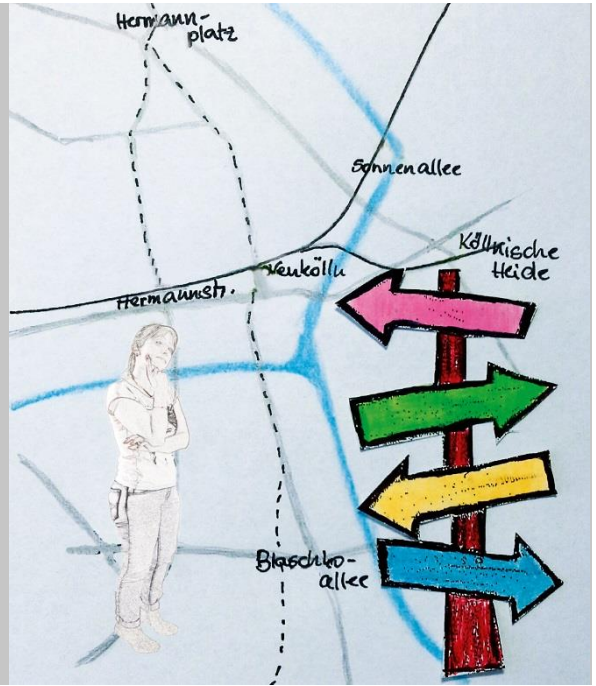 Hermann-
platz
Sonnenallee
Köllnische
Heide
Neukölln
Hermannstr.
Blaschko-
allee